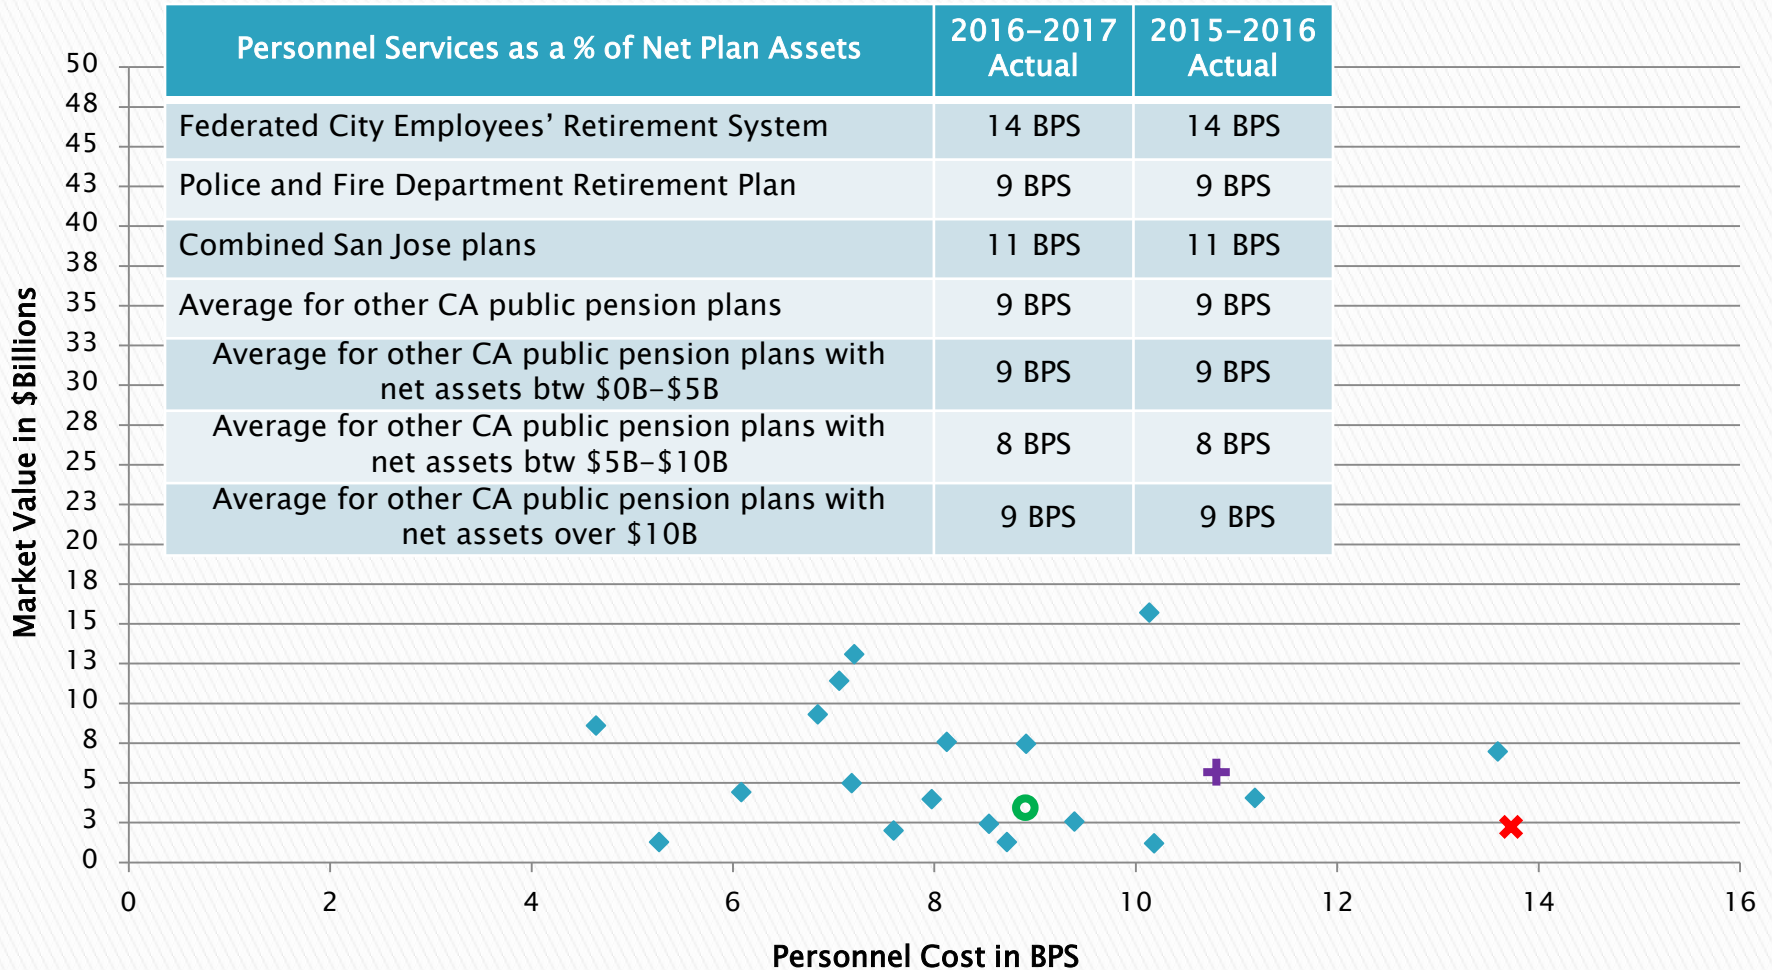 Personnel Services as a % of Net Plan Assets
2016-2017 Actual
2015-2016 Actual
Federated City Employees’ Retirement System
14 BPS
14 BPS
Police and Fire Department Retirement Plan
9 BPS
9 BPS
Combined San Jose plans
11 BPS
11 BPS
Average for other CA public pension plans
9 BPS
9 BPS
Average for other CA public pension plans with
net assets btw $0B-$5B
9 BPS
9 BPS
Average for other CA public pension plans with
net assets btw $5B-$10B
8 BPS
8 BPS
Average for other CA public pension plans with
net assets over $10B
9 BPS
9 BPS
Market Value in $Billions
50
48
45
43
40
38
35
33
30
28
25
23
20
18
15
13
10
8
5
3
0
0 2 4 6 8 10 12 14 16
Personnel Cost in BPS